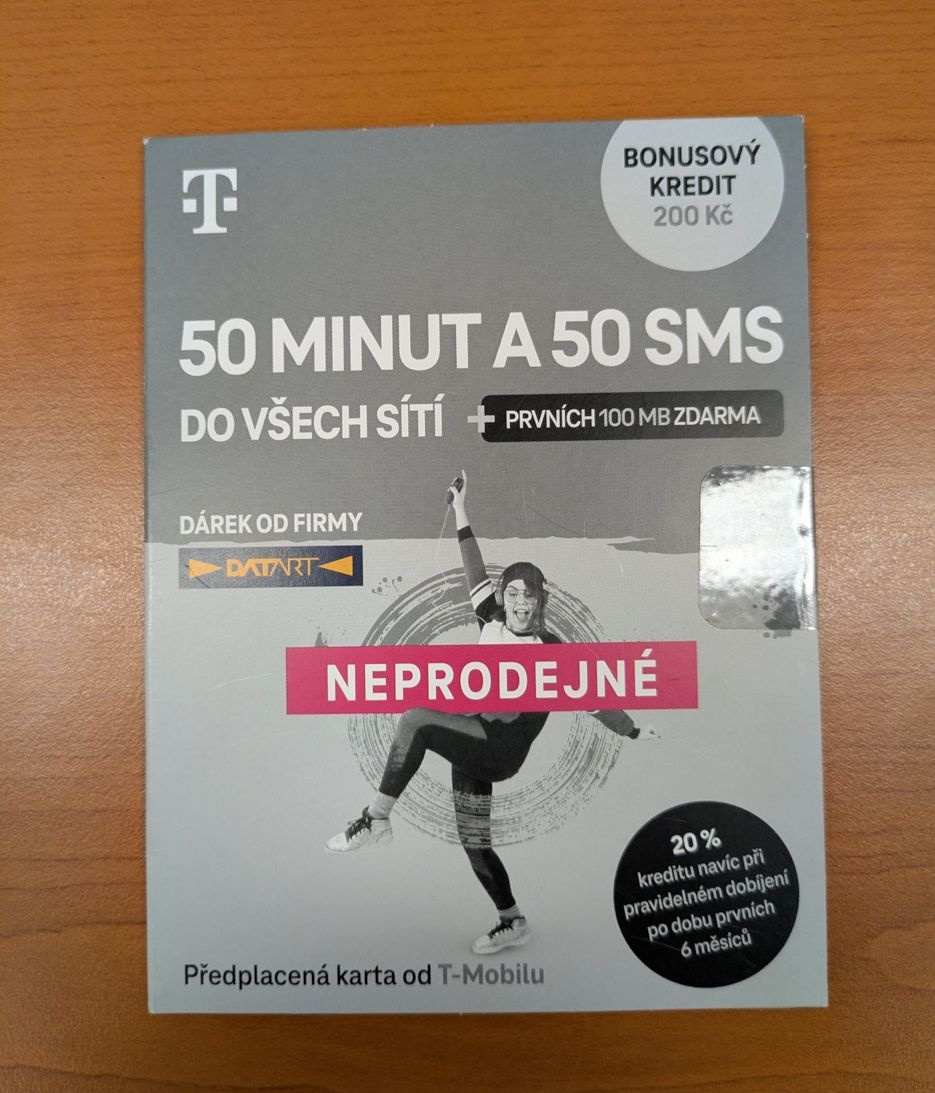 T
BONUSOVÝ
KREDIT
200 Kč
50 MINUT A 50 SMS
DO VŠECH SÍTÍ + PRVNÍCH 100 MB ZDARMA
DÁREK OD FIRMY
DATART
NEPRODEJNÉ
20 %
kreditu navíc při
pravidelném dobíjení
po dobu prvních
6 měsíců
Předplacená karta od T-Mobilu